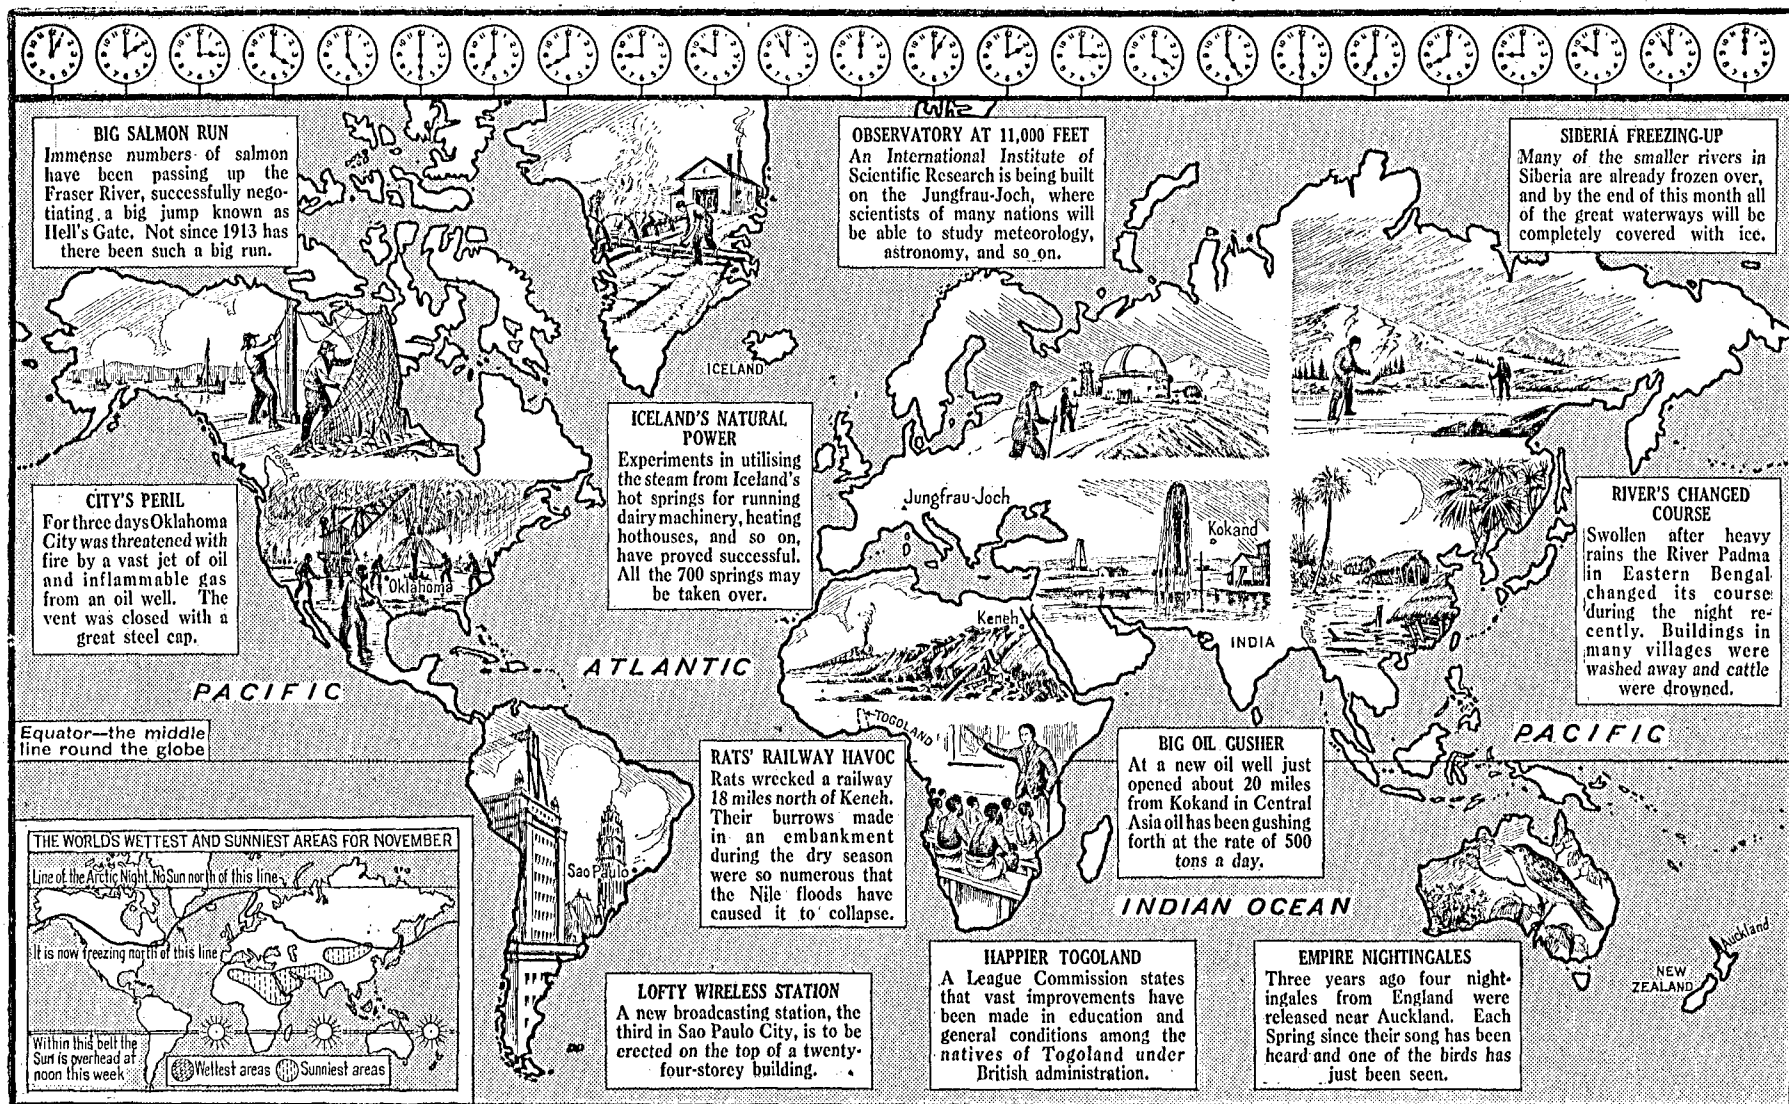 BIG SALMON RUN
Immense numbers of salmon
have been passing up the
Fraser River, successfully nego-
tiating a big jump known as
Hell's Gate. Not since 1913 has
there been such a big run.
OBSERVATORY AT 11,000 FEET
An International Institute of
Scientific Research is being built
on the Jungfrau-Joch, where
scientists of many nations will
be able to study meteorology,
astronomy, and so on.
SIBERIA FREEZING-UP
Many of the smaller rivers in
Siberia are already frozen over,
and by the end of this month all
of the great waterways will be
completely covered with ice.
ICELAND
ICELAND'S NATURAL
POWER
Experiments in utilising
the steam from Iceland's
hot springs for running
dairy machinery, heating
hothouses, and so on,
have proved successful.
All the 700 springs may
be taken over.
Fraser R.
CITY'S PERIL
For three days Oklahoma
City was threatened with
fire by a vast jet of oil
and inflammable gas
from an oil well. The
vent was closed with a
great steel cap.
Oklahoma
Jungfrau-Joch
Kokand
Keneh
INDIA
Padma
RIVER'S CHANGED
COURSE
Swollen after heavy
rains the River Padma
in Eastern Bengal
changed its course
during the night re-
cently. Buildings in
many villages were
washed away and cattle
were drowned.
ATLANTIC
PACIFIC
Equator—the middle
line round the globe
TOGOLAND
PACIFIC
RATS' RAILWAY HAVOC
Rats wrecked a railway
18 miles north of Keneh.
Their burrows made
in an embankment
during the dry season
were so numerous that
the Nile floods have
caused it to collapse.
BIG OIL GUSHER
At a new oil well just
opened about 20 miles
from Kokand in Central
Asia oil has been gushing
forth at the rate of 500
tons a day.
Sao Paulo
INDIAN OCEAN
THE WORLD'S WETTEST AND SUNNIEST AREAS FOR NOVEMBER
Line of the Arctic Night. No Sun north of this line
It is now freezing north of this line
Within this belt the
Sun is overhead at
noon this week
Wettest areas
Sunniest areas
LOFTY WIRELESS STATION
A new broadcasting station, the
third in Sao Paulo City, is to be
erected on the top of a twenty-
four-storey building.
HAPPIER TOGOLAND
A League Commission states
that vast improvements have
been made in education and
general conditions among the
natives of Togoland under
British administration.
EMPIRE NIGHTINGALES
Three years ago four night-
ingales from England were
released near Auckland. Each
Spring since their song has been
heard and one of the birds has
just been seen.
Auckland
NEW
ZEALAND